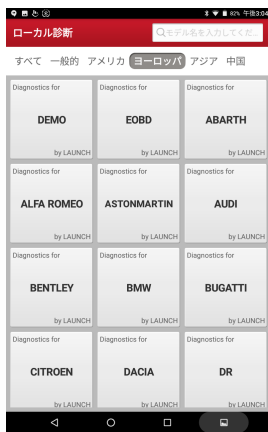 82% 午後3:04
ローカル診断
モデル名を入力してくだ...
すべて 一般的 アメリカ ヨーロッパ アジア 中国
Diagnostics for Diagnostics for Diagnostics for
DEMO EOBD ABARTH
by LAUNCH by LAUNCH by LAUNCH
Diagnostics for Diagnostics for Diagnostics for
ALFA ROMEO ASTONMARTIN AUDI
by LAUNCH by LAUNCH by LAUNCH
Diagnostics for Diagnostics for Diagnostics for
BENTLEY BMW BUGATTI
by LAUNCH by LAUNCH by LAUNCH
Diagnostics for Diagnostics for Diagnostics for
CITROEN DACIA DR
by LAUNCH by LAUNCH by LAUNCH